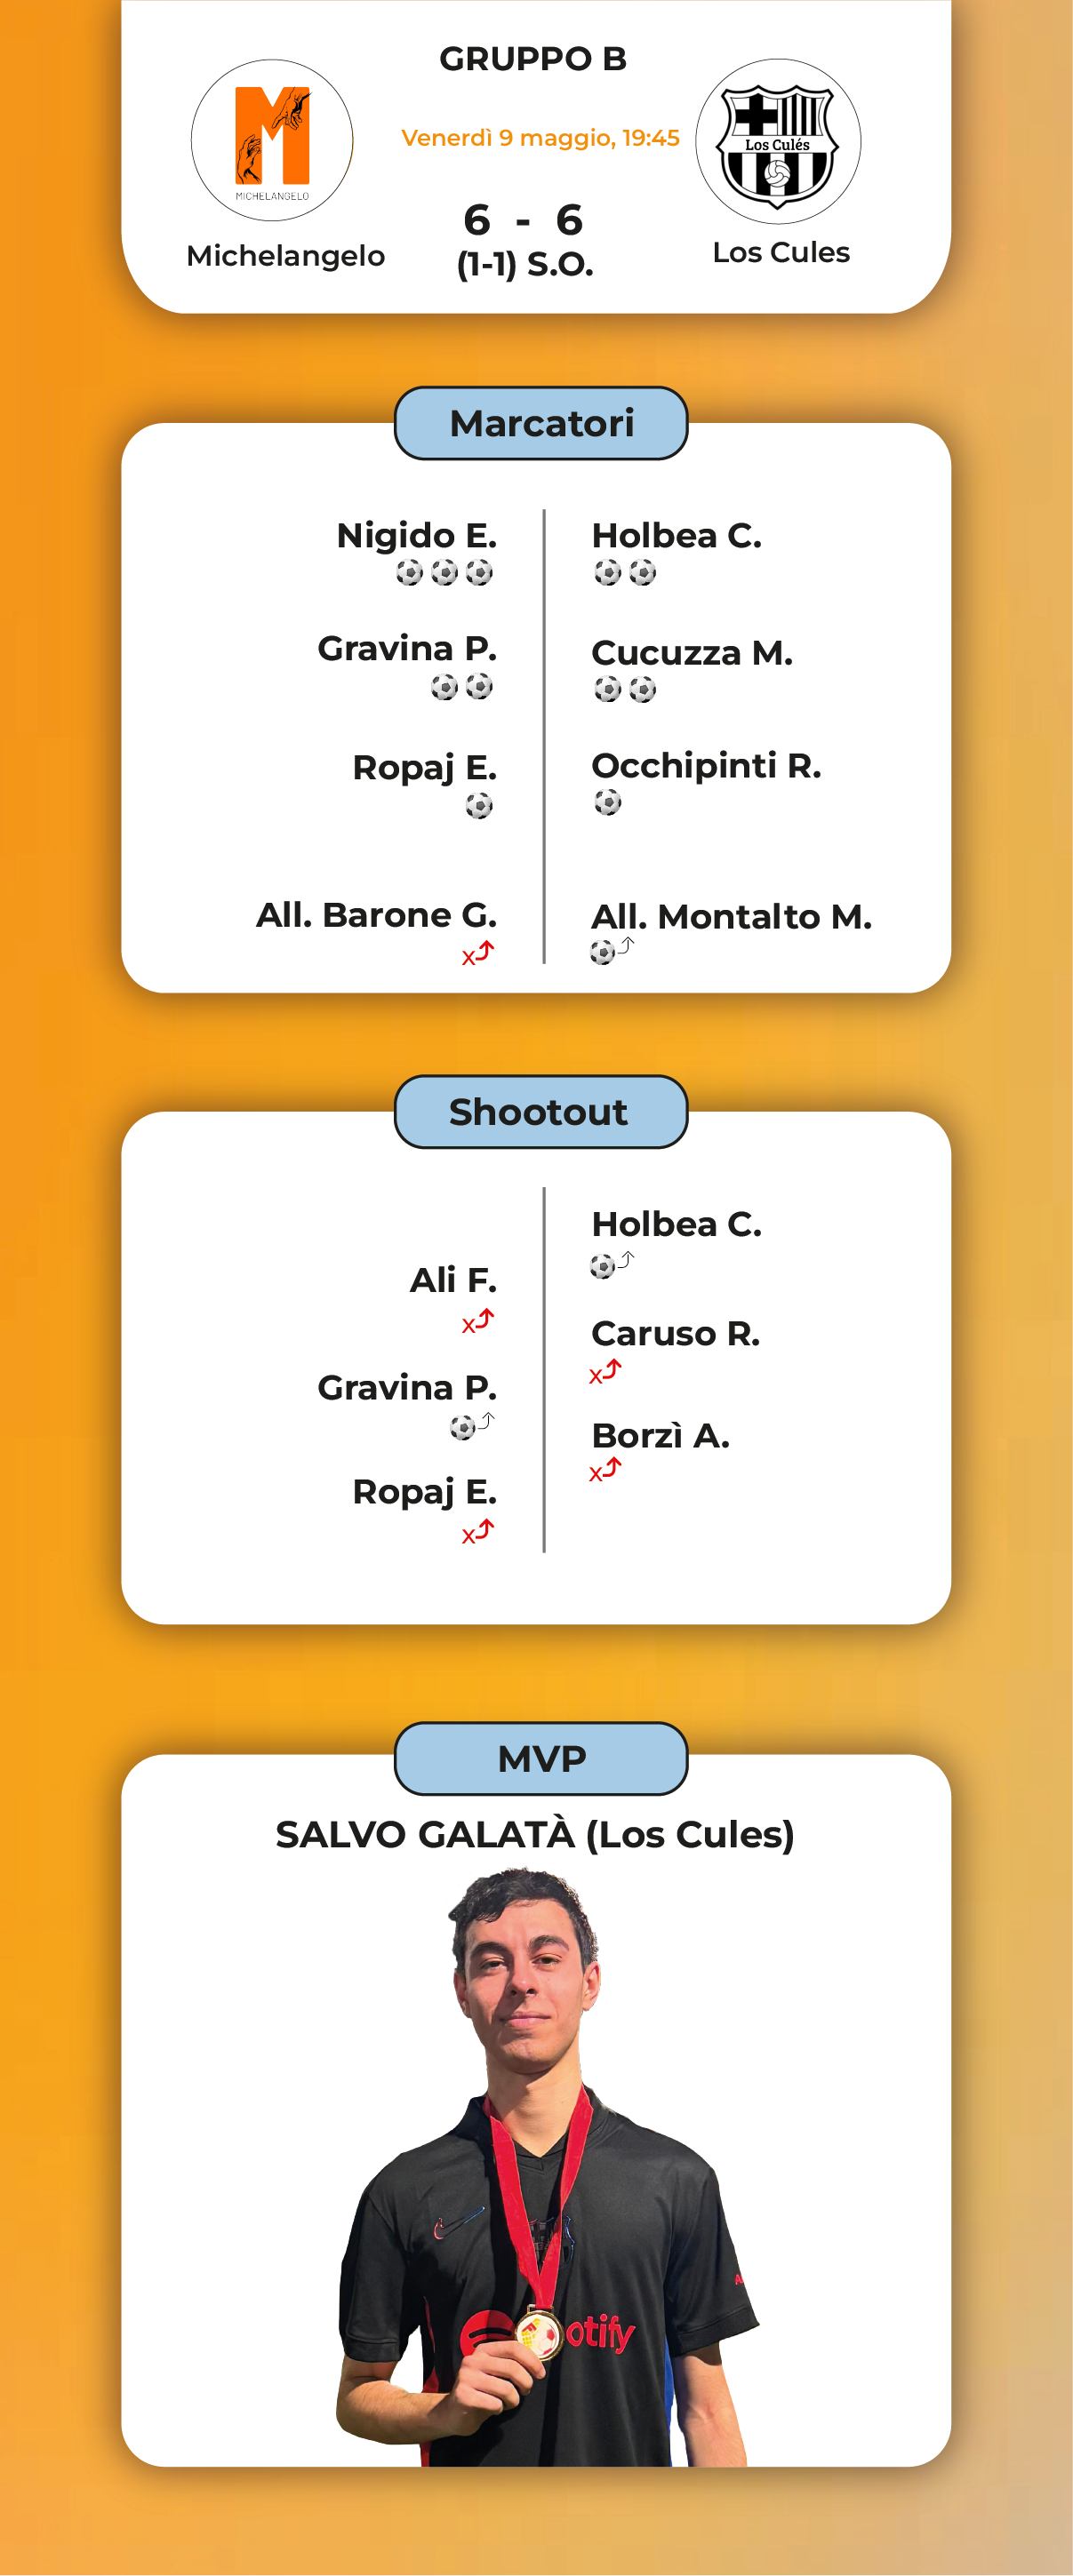 GRUPPO B
Venerdì 9 maggio, 19:45
M
MICHELANGELO
Los Culés
6 - 6
(1-1) S.O.
Michelangelo
Los Cules
Marcatori
Nigido E.
Gravina P.
Ropaj E.
All. Barone G.
x
Holbea C.
Cucuzza M.
Occhipinti R.
All. Montalto M.
Shootout
Ali F.
x
Gravina P.
Ropaj E.
x
Holbea C.
Caruso R.
x
Borzì A.
x
MVP
SALVO GALATÀ (Los Cules)
otify